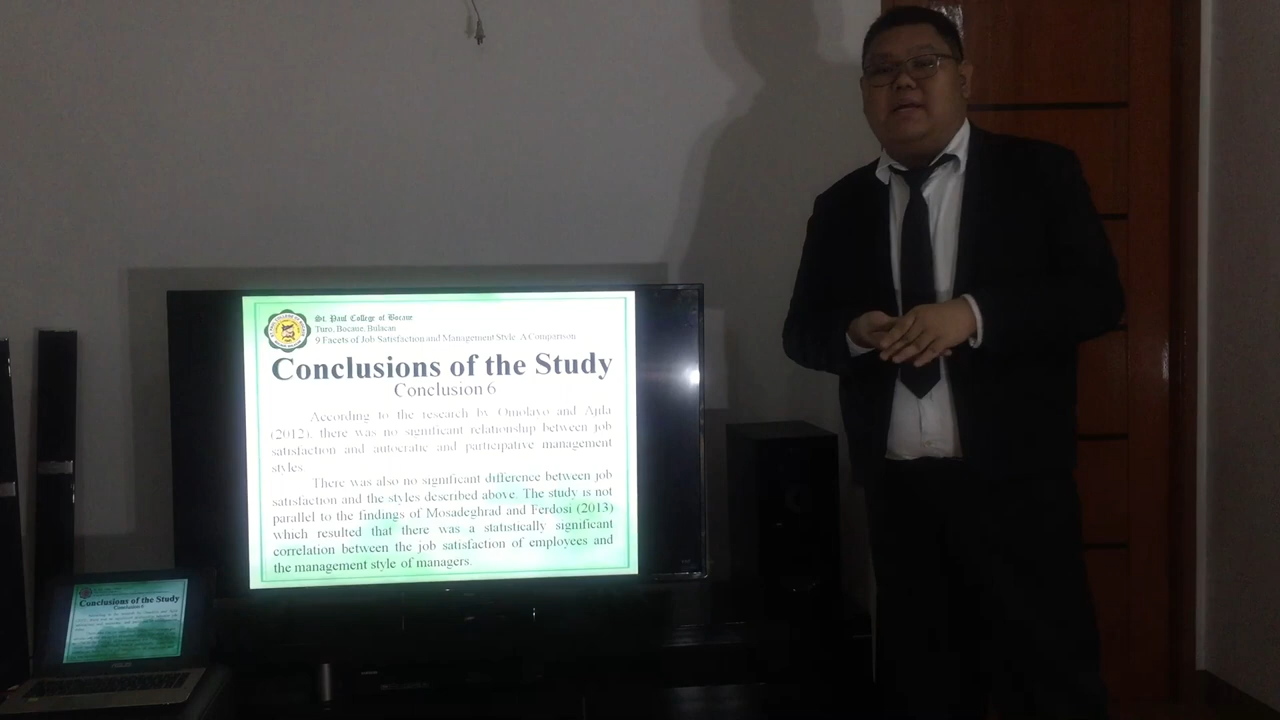 St. Paul College of Bocaue
Turo, Bocaue, Bulacan
9 Facets of Job Satisfaction and Management Style A Comparison
Conclusions of the Study
Conclusion 6
According to the research by Omolayo and Ajila
(2012), there was no significant relationship between job
satisfaction and autocratic and participative management
styles.
There was also no significant difference between job
satisfaction and the styles described above. The study is not
parallel to the findings of Mosadeghrad and Ferdosi (2013)
which resulted that there was a statistically significant
correlation between the job satisfaction of employees and
the management style of managers.
Conclusions of the Study
Conclusion 6